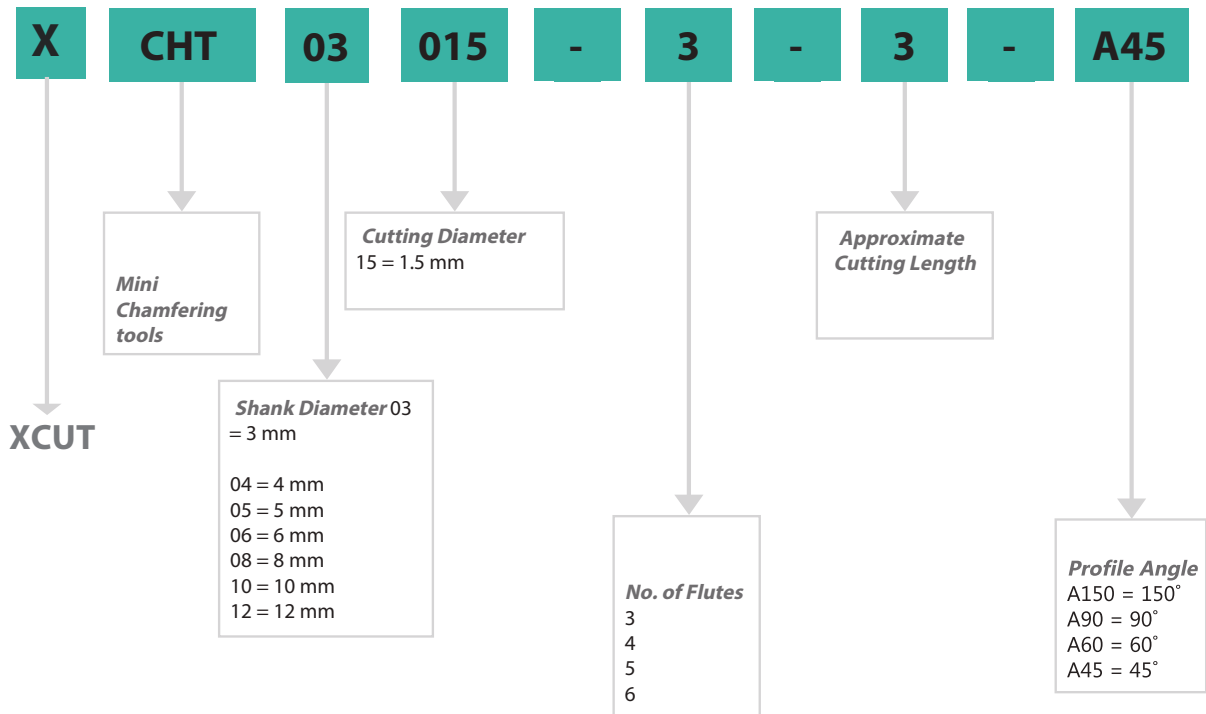 X CHT 03 015 - 3 - 3 - A45
Mini
Chamfering
tools
Cutting Diameter
15 = 1.5 mm
Approximate
Cutting Length
XCUT
Shank Diameter 03
= 3 mm
04 = 4 mm
05 = 5 mm
06 = 6 mm
08 = 8 mm
10 = 10 mm
12 = 12 mm
No. of Flutes
3
4
5
6
Profile Angle
A150 = 150°
A90 = 90°
A60 = 60°
A45 = 45°